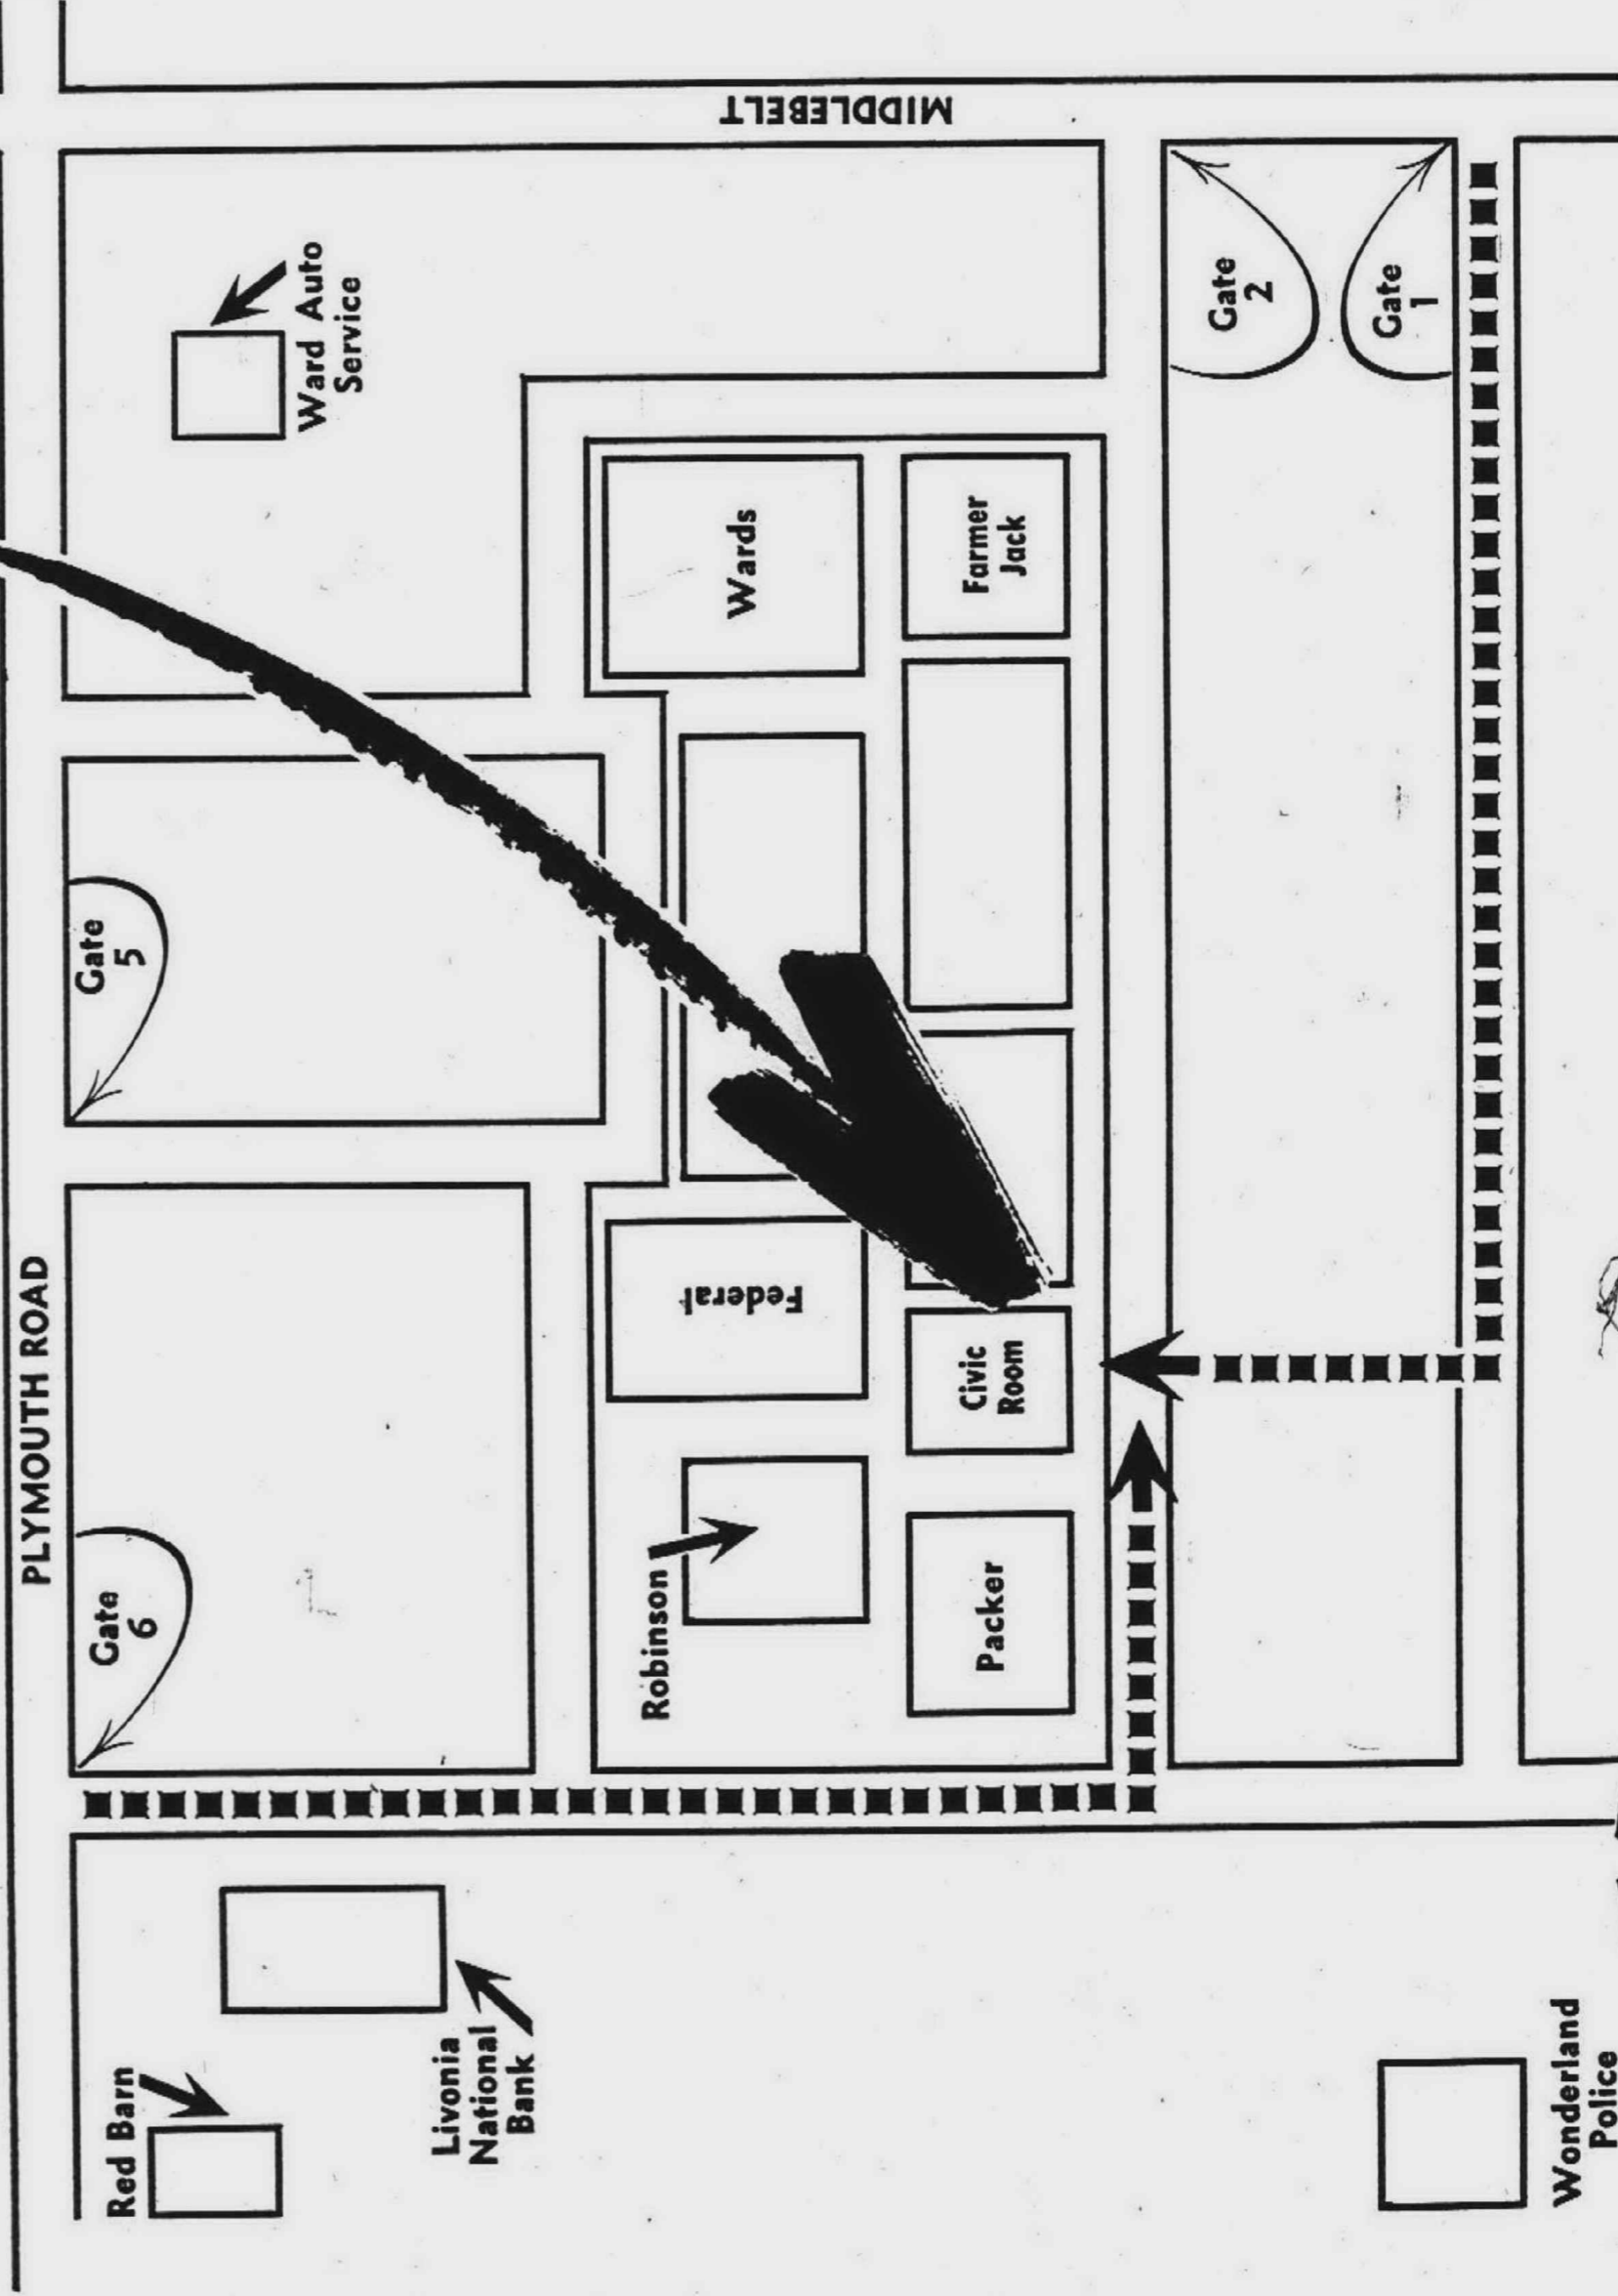 PLYMOUTH ROAD
MIDDLEBELT
Red Barn
Livonia
National
Bank
Gate
6
Gate
5
Ward Auto
Service
Robinson
Federal
Wards
Packer
Civic
Room
Farmer
Jack
Gate
2
Gate
1
Wonderland
Police